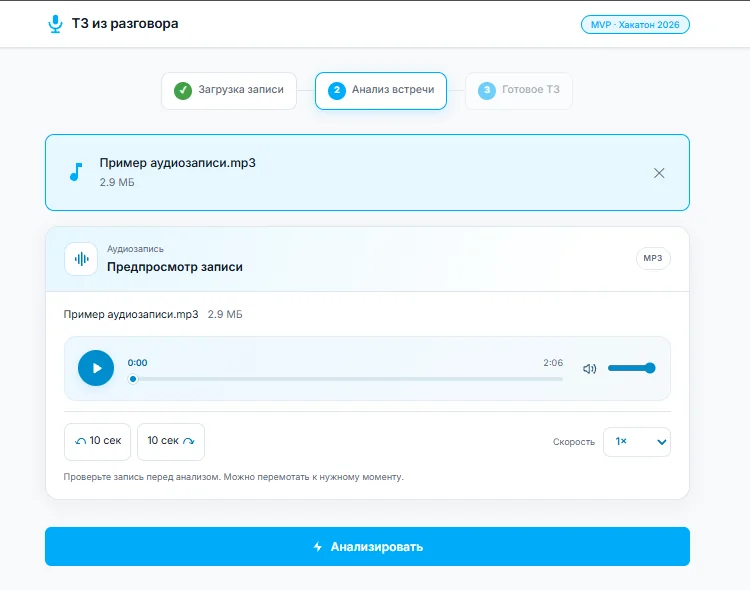 ТЗ из разговора
MVP · Хакатон 2026
Загрузка записи
2 Анализ встречи
3 Готовое ТЗ
Пример аудиозаписи.mp3
2.9 МБ
Аудиозапись
Предпросмотр записи
MP3
Пример аудиозаписи.mp3 2.9 МБ
0:00
2:06
10 сек
10 сек
Скорость
1×
Проверьте запись перед анализом. Можно перемотать к нужному моменту.
Анализировать